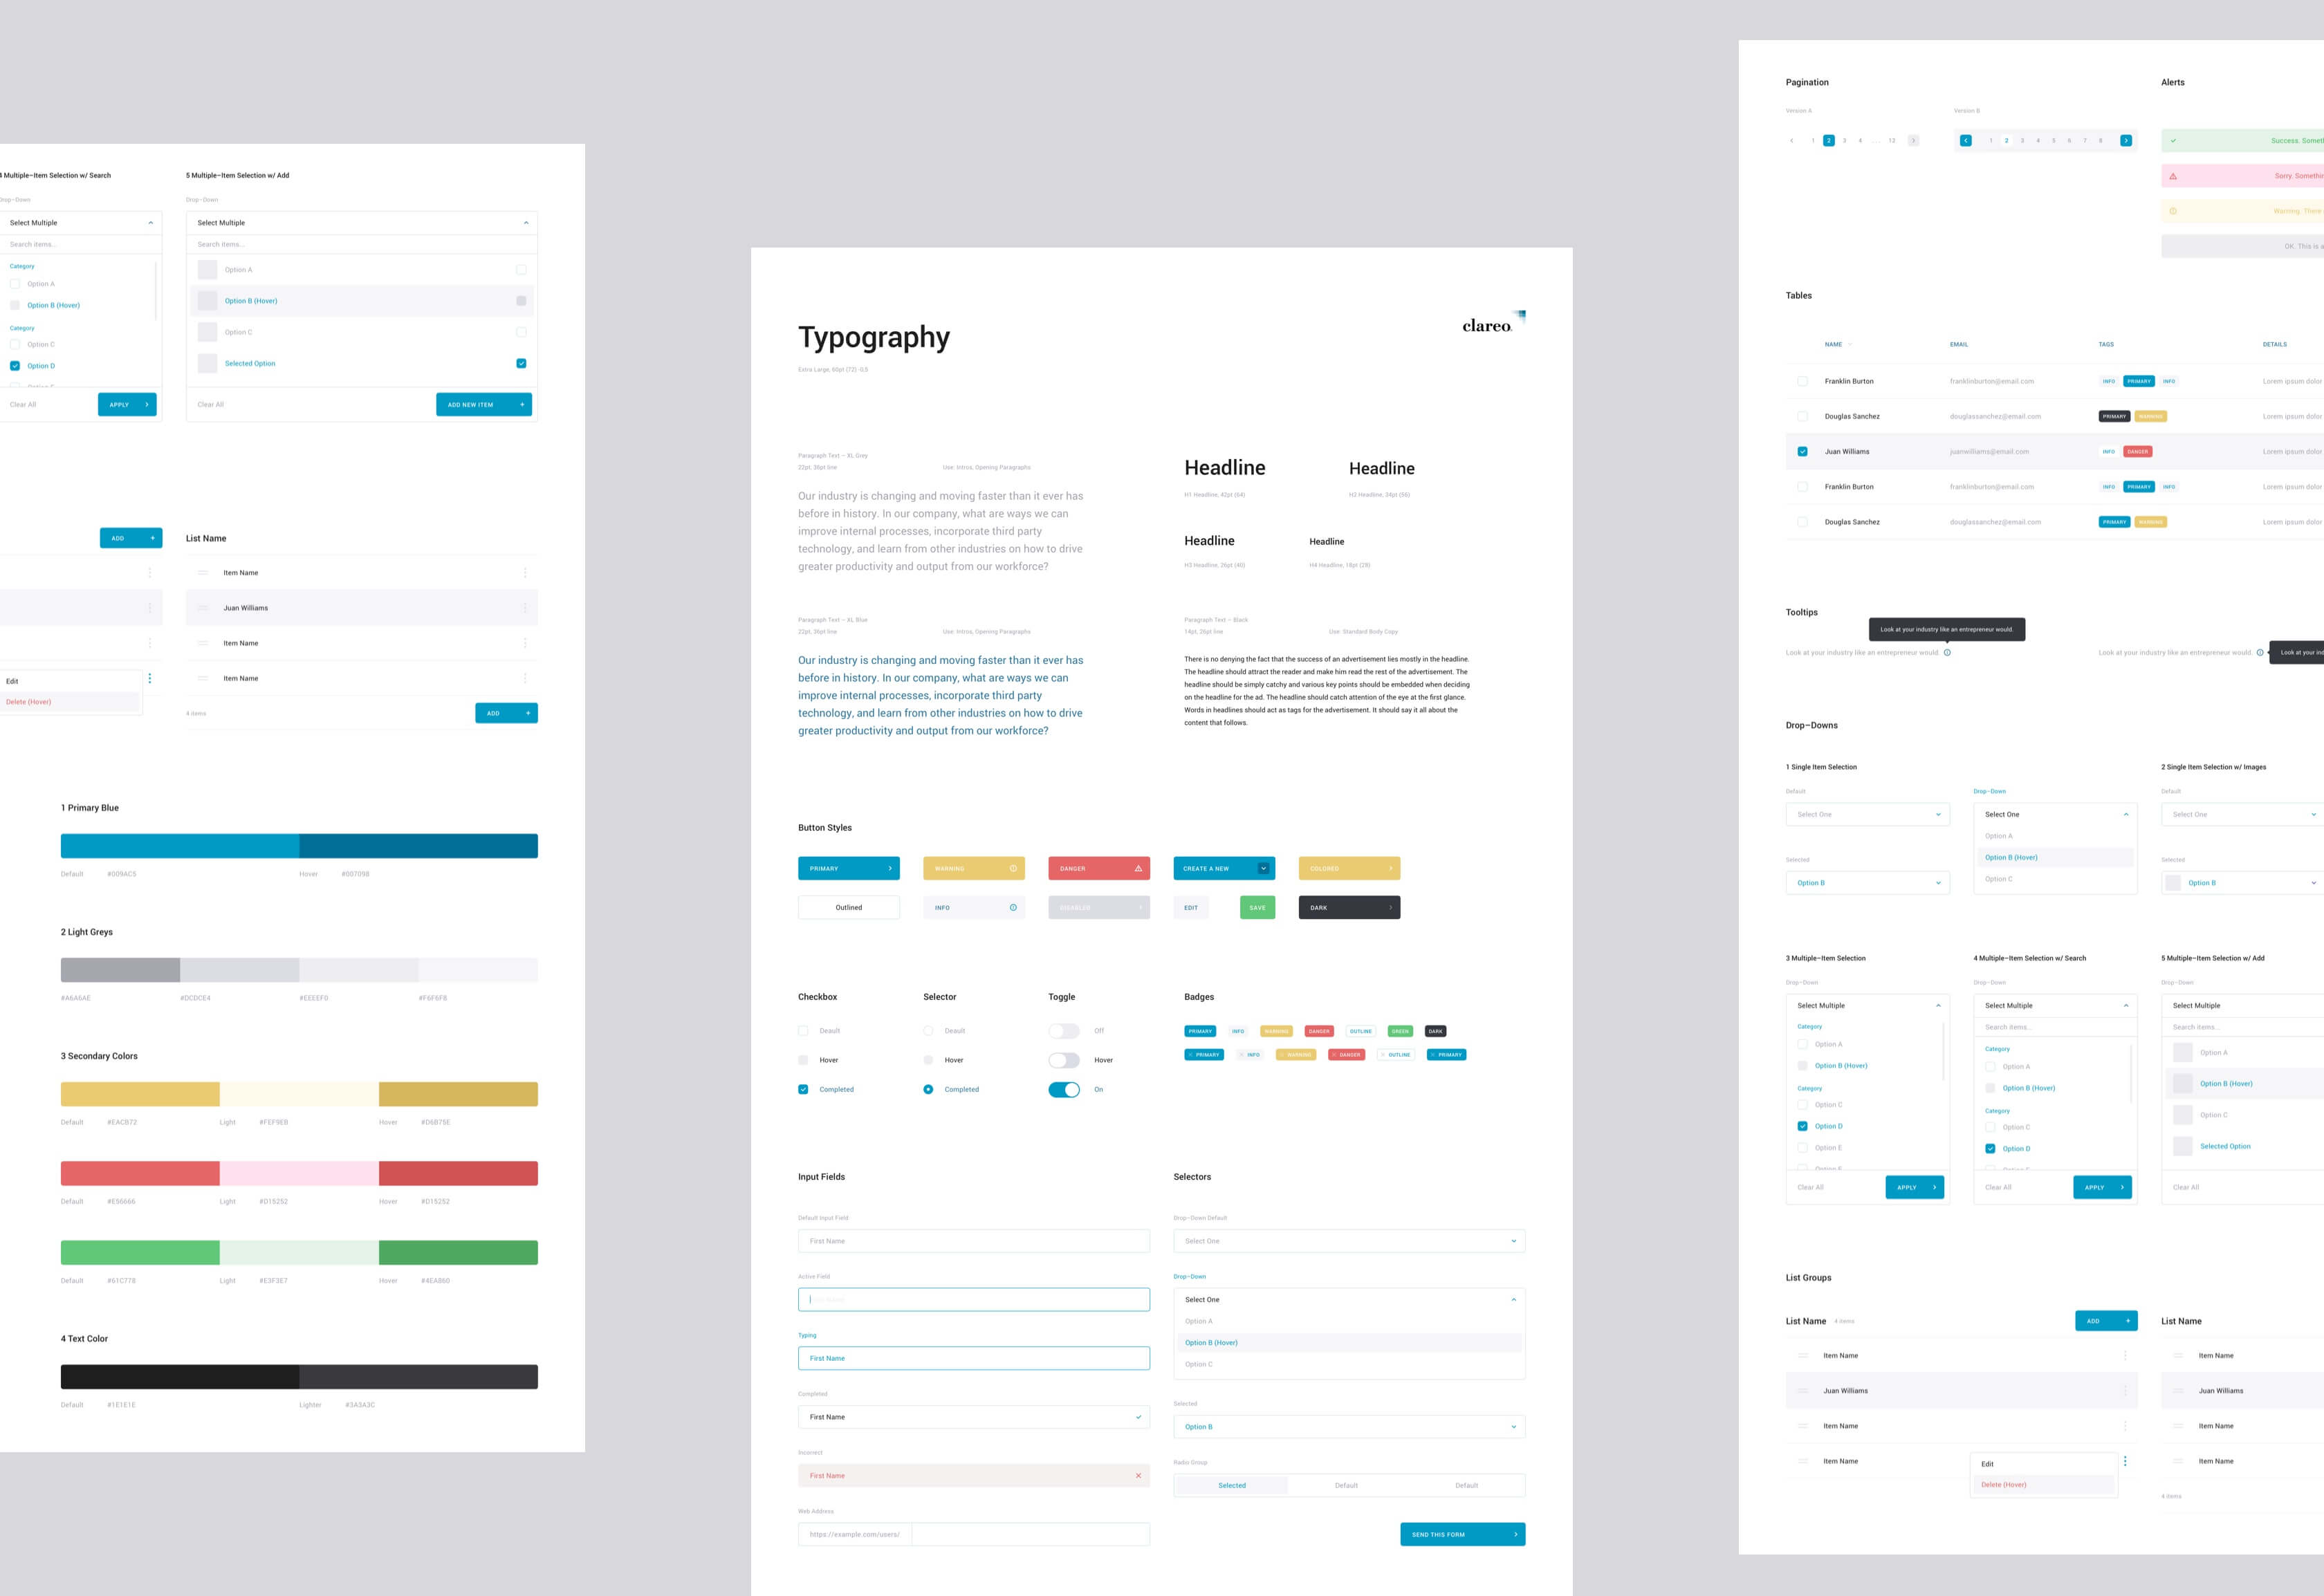 4 Multiple-Item Selection w/ Search
Drop-Down
Select Multiple
Search items...
Category
Option A
Option B (Hover)
Category
Option C
Option D
Clear All
APPLY
5 Multiple-Item Selection w/ Add
Drop-Down
Select Multiple
Search items...
Option A
Option B (Hover)
Option C
Selected Option
Clear All
ADD NEW ITEM
ADD
Edit
Delete (Hover)
List Name
Item Name
Juan Williams
Item Name
Item Name
4 items
ADD
1 Primary Blue
Default #009AC5 Hover #007098
2 Light Greys
#A6A6AE #DCDCE4 #EEEEF0 #F6F6F8
3 Secondary Colors
Default #EACB72 Light #FEF9EB Hover #D6B75E
Default #E56666 Light #D15252 Hover #D15252
Default #61C778 Light #E3F3E7 Hover #4EAB60
4 Text Color
Default #1E1E1E Lighter #3A3A3C
Typography
Extra Large, 60pt (72) -0.5
clareo
Paragraph Text – XL Grey
22pt, 36pt line Use: Intros, Opening Paragraphs
Our industry is changing and moving faster than it ever has
before in history. In our company, what are ways we can
improve internal processes, incorporate third party
technology, and learn from other industries on how to drive
greater productivity and output from our workforce?
Headline Headline
H1 Headline, 42pt (64) H2 Headline, 34pt (56)
Headline Headline
H3 Headline, 26pt (40) H4 Headline, 18pt (28)
Paragraph Text – XL Blue
22pt, 36pt line Use: Intros, Opening Paragraphs
Our industry is changing and moving faster than it ever has
before in history. In our company, what are ways we can
improve internal processes, incorporate third party
technology, and learn from other industries on how to drive
greater productivity and output from our workforce?
Paragraph Text – Black
14pt, 26pt line Use: Standard Body Copy
There is no denying the fact that the success of an advertisement lies mostly in the headline.
The headline should attract the reader and make him read the rest of the advertisement. The
headline should be simply catchy and various key points should be embedded when deciding
on the headline for the ad. The headline should catch attention of the eye at the first glance.
Words in headlines should act as tags for the advertisement. It should say it all about the
content that follows.
Button Styles
PRIMARY WARNING DANGER CREATE A NEW COLORED
Outlined INFO DISABLED EDIT SAVE DARK
Checkbox
Deault
Hover
Completed
Selector
Deault
Hover
Completed
Toggle
Off
Hover
On
Badges
PRIMARY INFO WARNING DANGER OUTLINE GREEN DARK
× PRIMARY × INFO × WARNING × DANGER × OUTLINE × PRIMARY
Input Fields
Default Input Field
First Name
Active Field
Typing
First Name
Completed
First Name
Incorrect
First Name
Web Address
https://example.com/users/
Selectors
Drop-Down Default
Select One
Drop-Down
Select One
Option A
Option B (Hover)
Option C
Selected
Option B
Radio Group
Selected Default Default
SEND THIS FORM
Pagination
Version A
1 2 3 4 ... 12
Version B
1 2 3 4 5 6 7 8
Alerts
Success. Someth
Sorry. Somethin
Warning. There
OK. This is a
Tables
NAME EMAIL TAGS DETAILS
Franklin Burton franklinburton@email.com INFO PRIMARY INFO Lorem ipsum dolor
Douglas Sanchez douglassanchez@email.com PRIMARY WARNING Lorem ipsum dolor
Juan Williams juanwilliams@email.com INFO DANGER Lorem ipsum dolor
Franklin Burton franklinburton@email.com INFO PRIMARY INFO Lorem ipsum dolor
Douglas Sanchez douglassanchez@email.com PRIMARY WARNING Lorem ipsum dolor
Tooltips
Look at your industry like an entrepreneur would.
Look at your industry like an entrepreneur would.
Look at your industry like an entrepreneur would.
Look at your ind
Drop-Downs
1 Single Item Selection
Default
Select One
Selected
Option B
Drop-Down
Select One
Option A
Option B (Hover)
Option C
2 Single Item Selection w/ Images
Default
Select One
Selected
Option B
3 Multiple-Item Selection
Drop-Down
Select Multiple
Category
Option A
Option B (Hover)
Category
Option C
Option D
Option E
Clear All
APPLY
4 Multiple-Item Selection w/ Search
Drop-Down
Select Multiple
Search items...
Category
Option A
Option B (Hover)
Category
Option C
Option D
Clear All
APPLY
5 Multiple-Item Selection w/ Add
Drop-Down
Select Multiple
Search items...
Option A
Option B (Hover)
Option C
Selected Option
Clear All
List Groups
List Name 4 items
ADD
Item Name
Juan Williams
Item Name
Item Name
Edit
Delete (Hover)
List Name
Item Name
Juan Williams
Item Name
Item Name
4 items